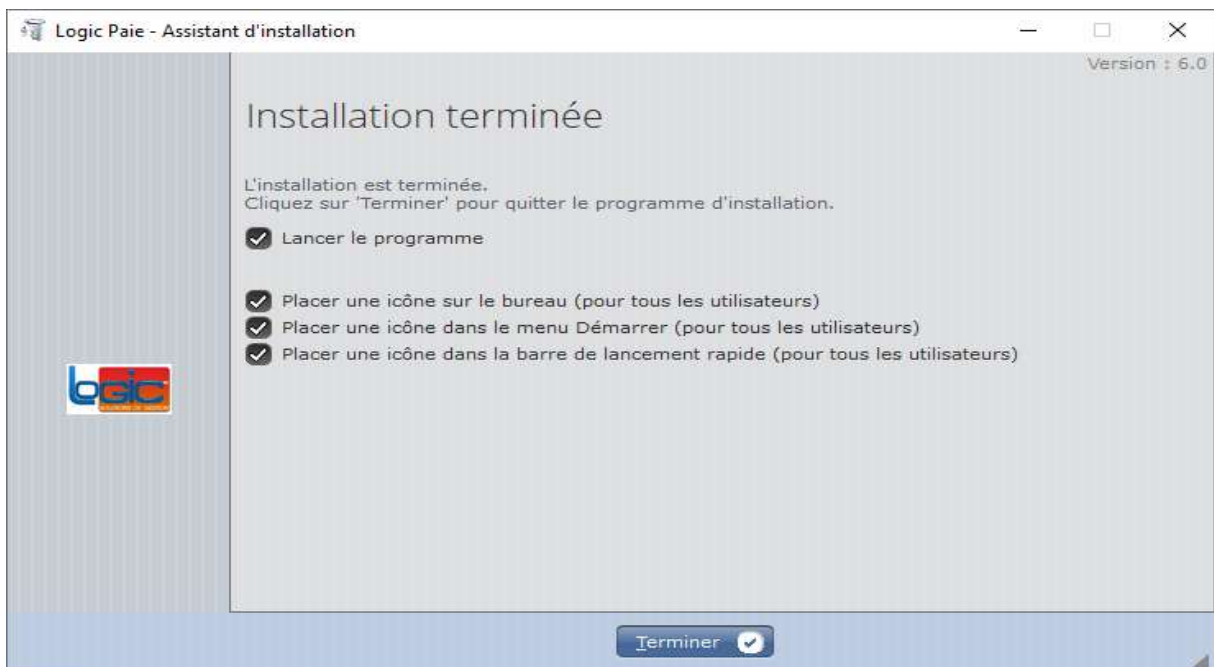 Logic Paie - Assistant d'installation
Version : 6.0
Installation terminée
L'installation est terminée.
Cliquez sur 'Terminer' pour quitter le programme d'installation.
Lancer le programme
Placer une icône sur le bureau (pour tous les utilisateurs)
Placer une icône dans le menu Démarrer (pour tous les utilisateurs)
Placer une icône dans la barre de lancement rapide (pour tous les utilisateurs)
logic
Terminer